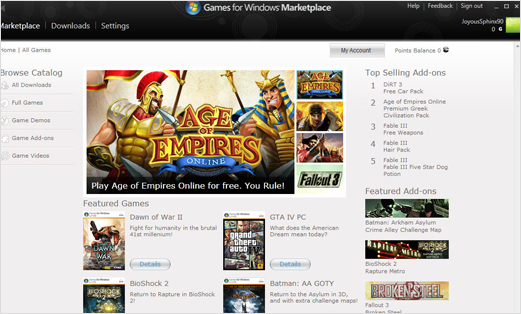 Games for Windows Marketplace
Help | Feedback | Sign out
Marketplace | Downloads | Settings
JoyousSphinx90
0 G
Home | All Games
My Account
Points Balance 0
Browse Catalog
All Downloads
Full Games
Game Demos
Game Add-ons
Game Videos
AGE OF EMPIRES ONLINE
Play Age of Empires Online for free. You Rule!
AGE EMPIRES
Fallout 3
Top Selling Add-ons
1 DiRT 3
Free Car Pack
2 Age of Empires Online
Premium Greek
Civilization Pack
3 Fable III
Free Weapons
4 Fable III
Hair Pack
5 Fable III
Fable III Five Star Dog
Potion
Featured Games
Dawn of War II
Fight for humanity in the brutal
41st millenium!
Details
DAWN WAR
GTA IV PC
What does the
American Dream mean today?
Details
grand theft auto
BioShock 2
Return to Rapture in BioShock
2!
BIOSHOCK
Batman: AA GOTY
Return to the Asylum in 3D,
and with extra challenge maps!
Featured Add-ons
Batman: Arkham Asylum
Crime Alley Challenge Map
RAPTURE METRO
BioShock 2
Rapture Metro
BROKEN STEEL
Fallout 3
Broken Steel